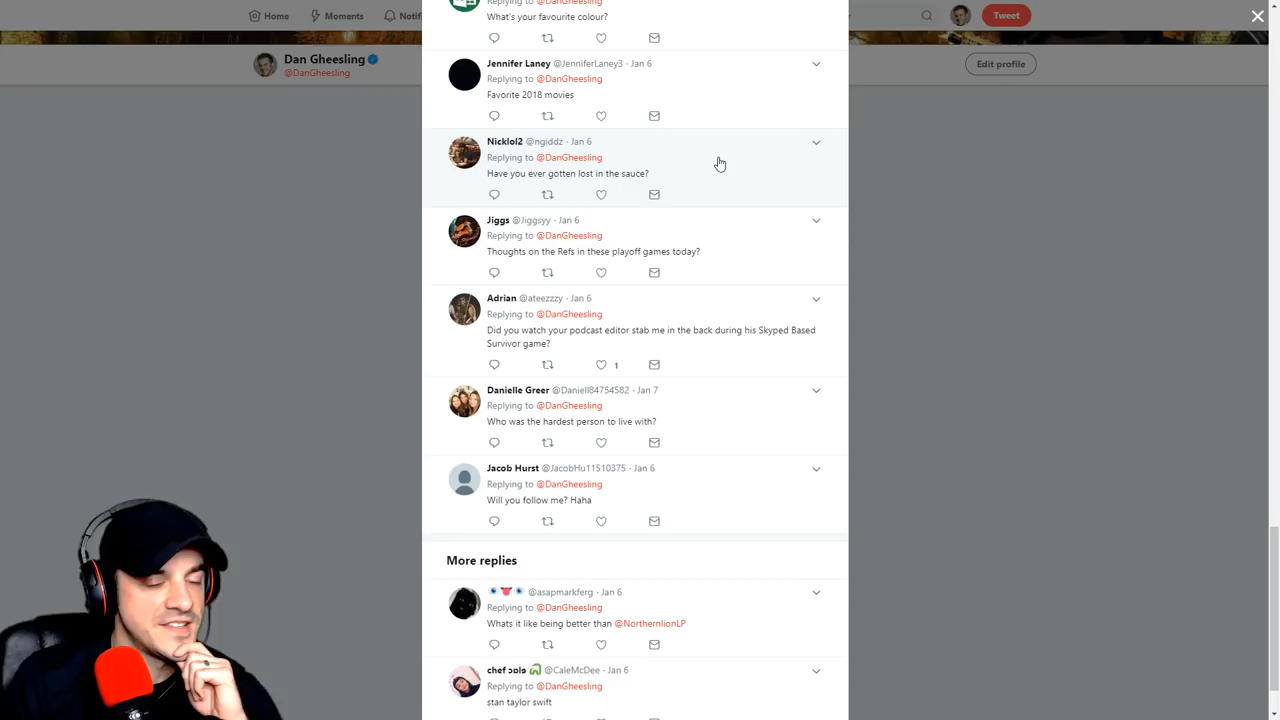 Home
Moments
Notif
Tweet
Dan Gheesling
@DanGheesling
Edit profile
Replying to @DanGheesling
What's your favourite colour?
Jennifer Laney @JenniferLaney3 · Jan 6
Replying to @DanGheesling
Favorite 2018 movies
Nicklol2 @ngiddz · Jan 6
Replying to @DanGheesling
Have you ever gotten lost in the sauce?
Jiggs @Jiggsyy · Jan 6
Replying to @DanGheesling
Thoughts on the Refs in these playoff games today?
Adrian @ateezzzy · Jan 6
Replying to @DanGheesling
Did you watch your podcast editor stab me in the back during his Skyped Based
Survivor game?
1
Danielle Greer @Daniell84754582 · Jan 7
Replying to @DanGheesling
Who was the hardest person to live with?
Jacob Hurst @JacobHu11510375 · Jan 6
Replying to @DanGheesling
Will you follow me? Haha
More replies
@asapmarkferg · Jan 6
Replying to @DanGheesling
Whats it like being better than @NorthernlionLP
chef @CaleMcDee · Jan 6
Replying to @DanGheesling
stan taylor swift